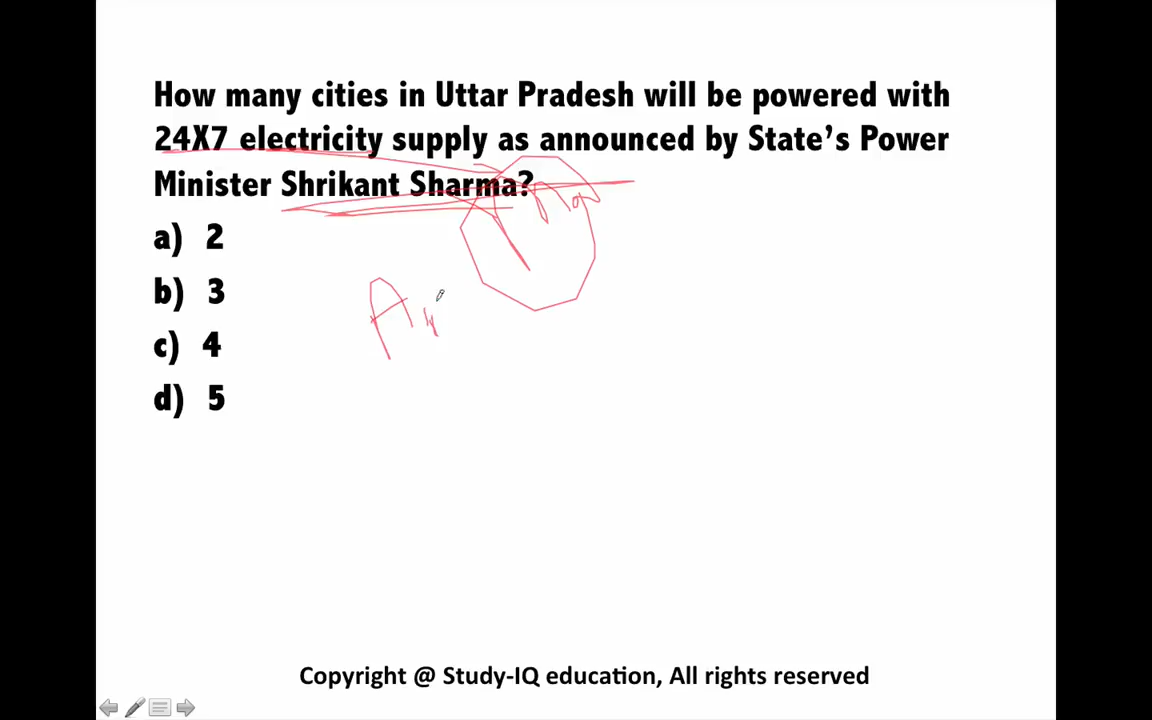 How many cities in Uttar Pradesh will be powered with
24X7 electricity supply as announced by State's Power
Minister Shrikant Sharma?
a) 2
b) 3
c) 4
d) 5
Copyright @ Study-IQ education, All rights reserved